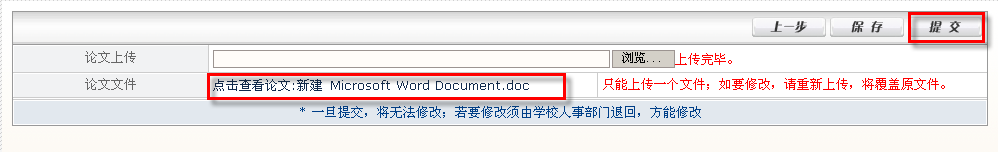 上一步 保 存 提 交
论文上传 浏览... 上传完毕。
论文文件 点击查看论文:新建 Microsoft Word Document.doc 只能上传一个文件；如要修改，请重新上传，将覆盖原文件。
* 一旦提交，将无法修改；若要修改须由学校人事部门退回，方能修改